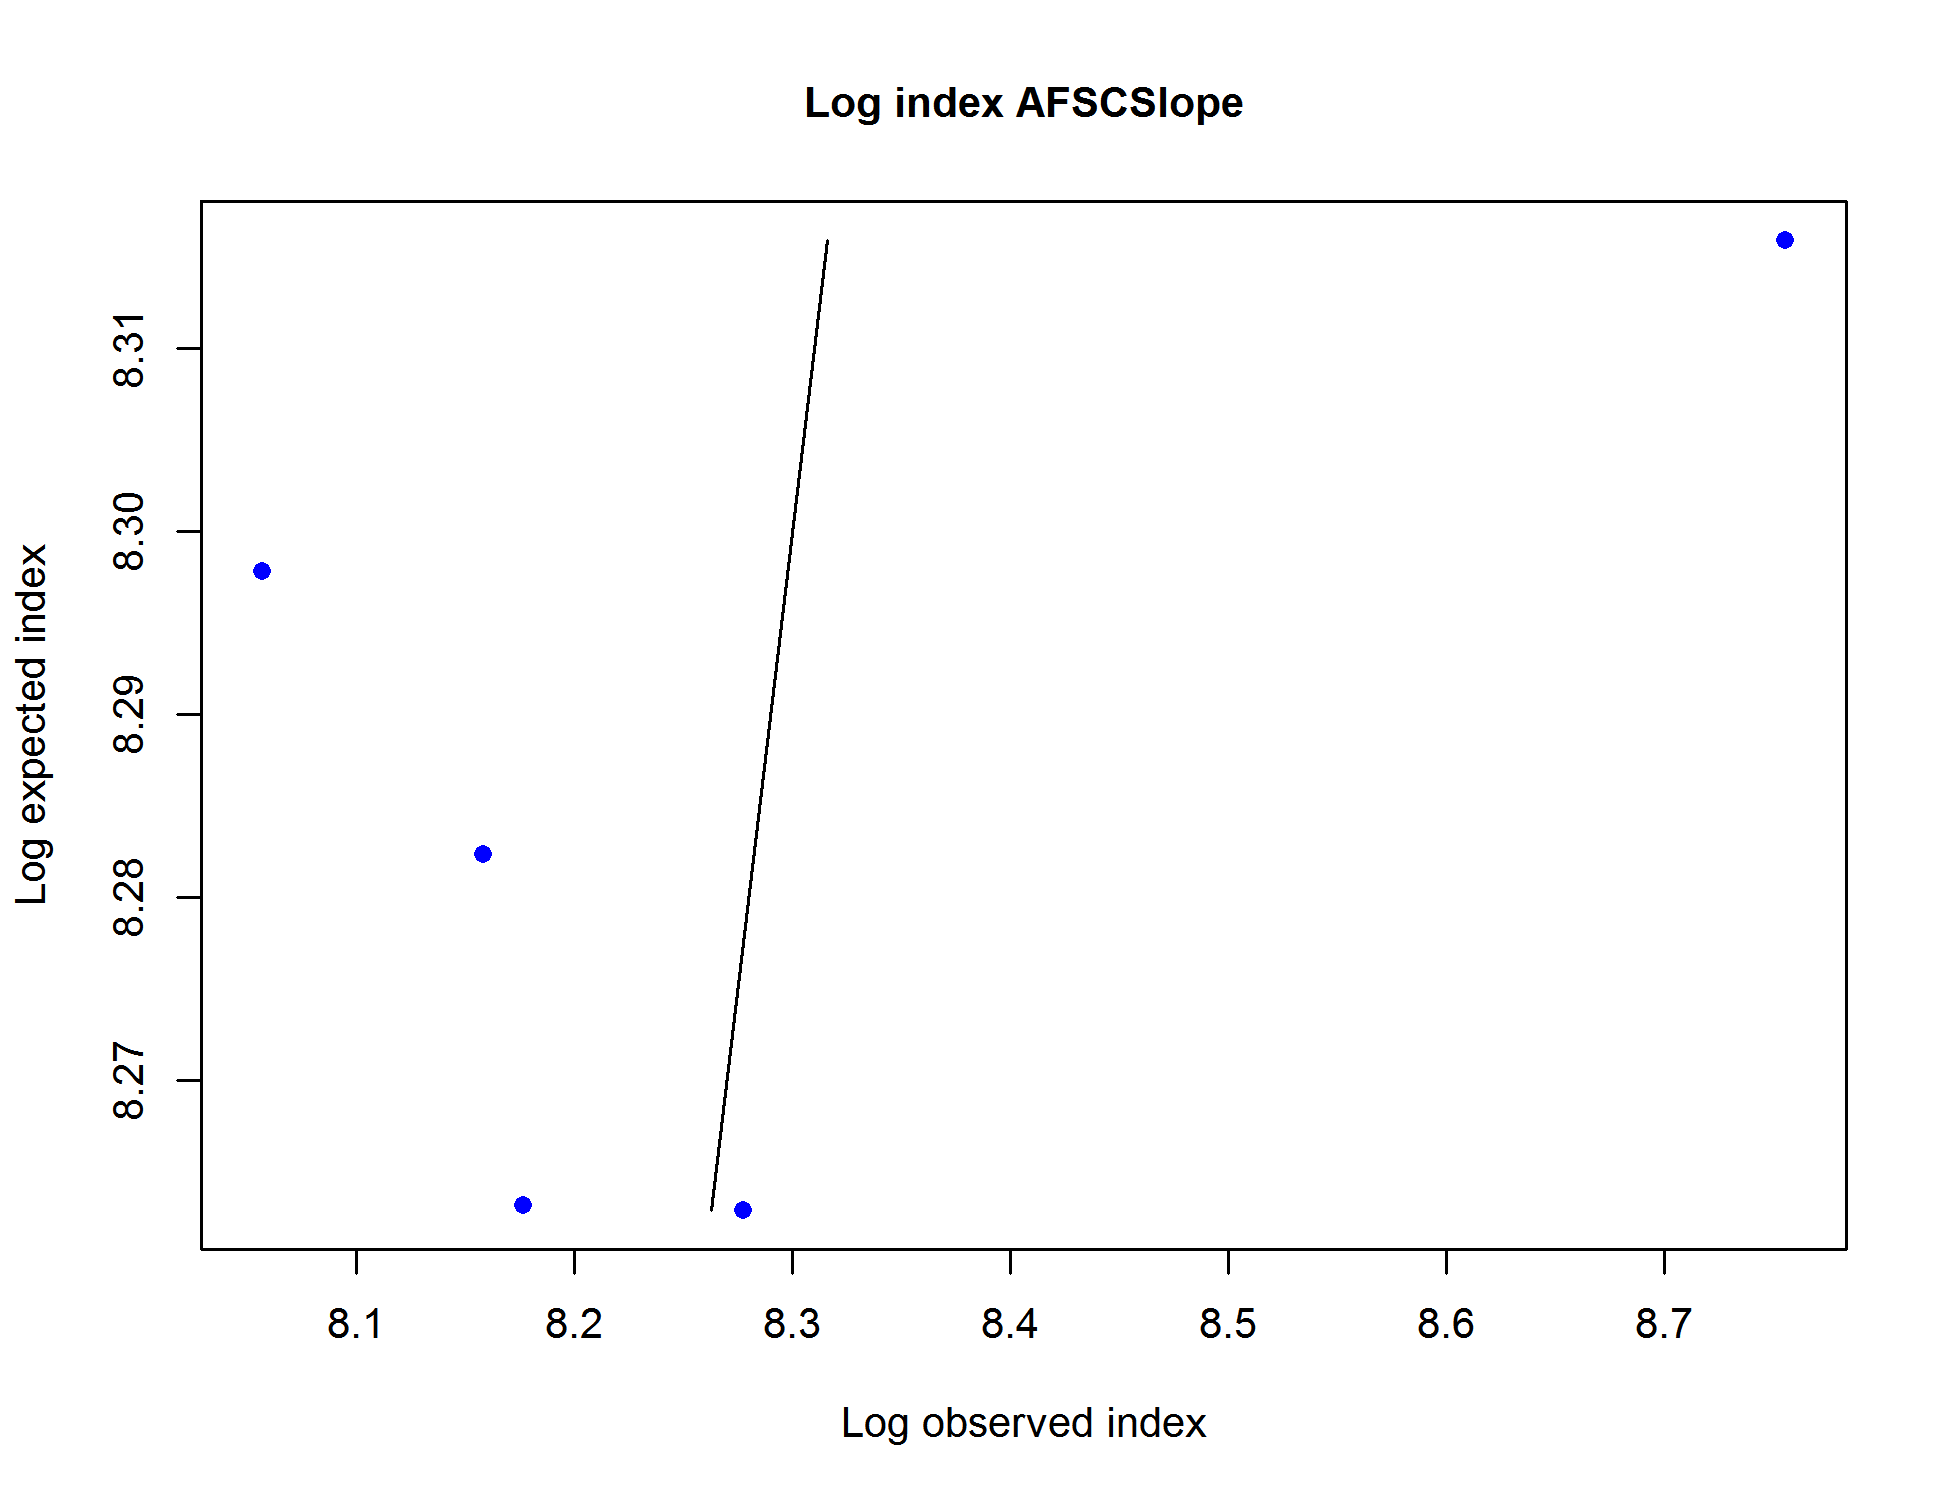 Log index AFSCSlope
Log expected index
8.31
8.30
8.29
8.28
8.27
8.1 8.2 8.3 8.4 8.5 8.6 8.7
Log observed index